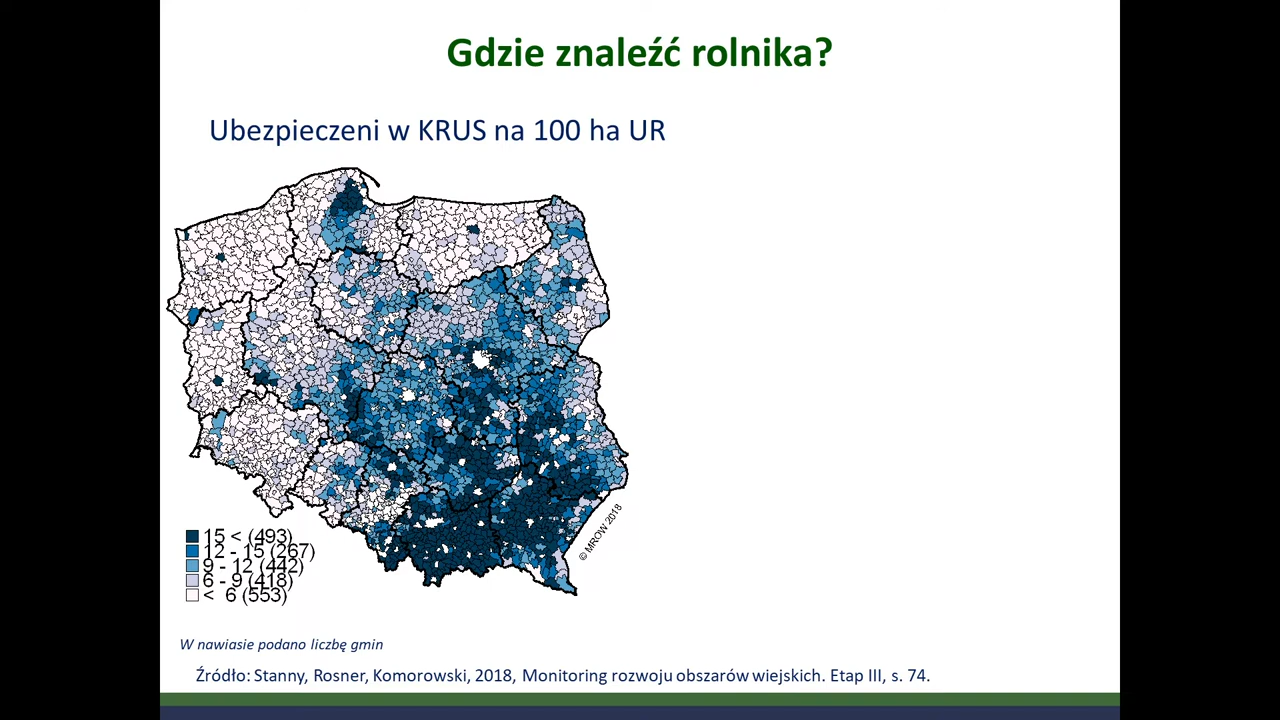 Gdzie znaleźć rolnika?
Ubezpieczeni w KRUS na 100 ha UR
15 < (493)
12 - 15 (267)
9 - 12 (442)
6 - 9 (418)
< 6 (553)
© MROW 2018
W nawiasie podano liczbę gmin
Źródło: Stanny, Rosner, Komorowski, 2018, Monitoring rozwoju obszarów wiejskich. Etap III, s. 74.